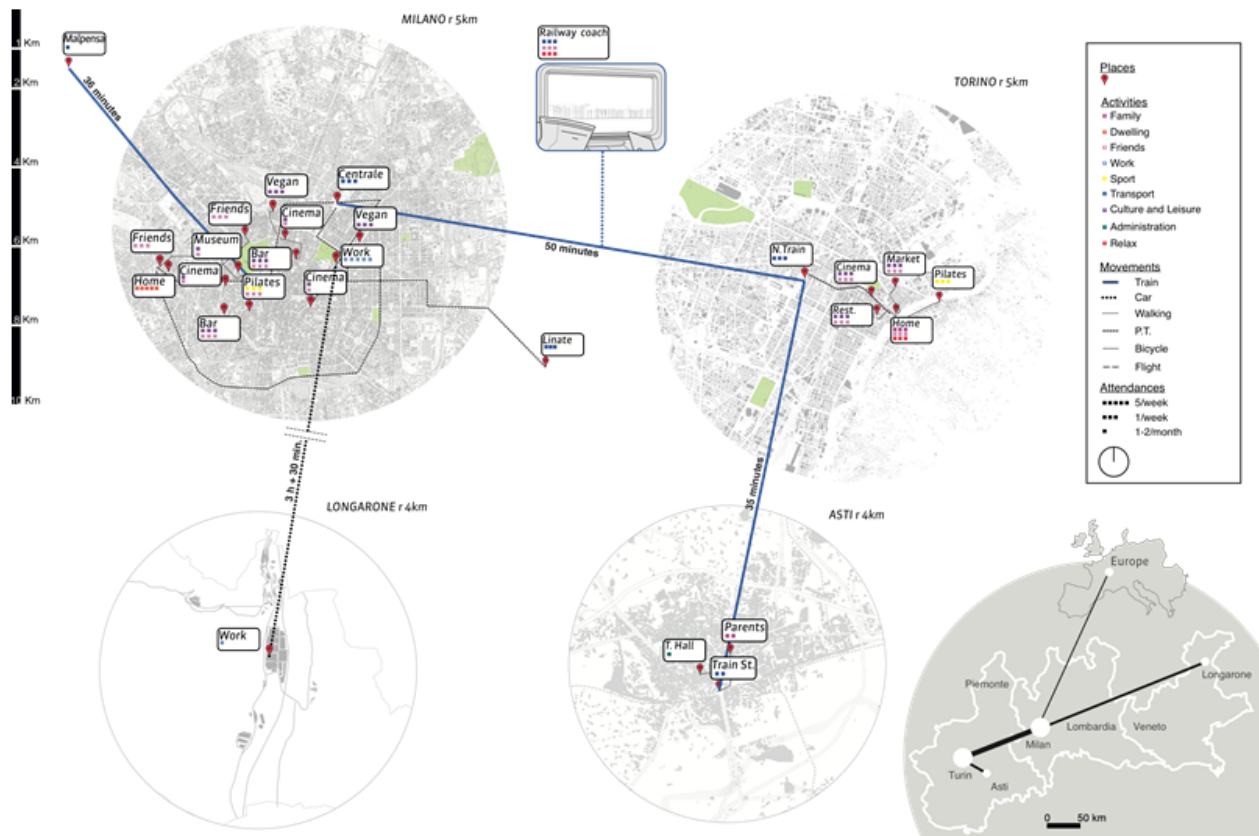 MILANO r 5km
Railway coach
TORINO r 5km
Malpensa
1 Km
2 Km
4 Km
6 Km
8 Km
10 Km
36 minutes
Vegan
Centrale
Friends
Cinema
Vegan
Friends
Museum
Bar
Work
Home
Cinema
Pilates
Cinema
Bar
Linate
50 minutes
N.Train
Cinema
Market
Pilates
Rest.
Home
Places
Activities
Family
Dwelling
Friends
Work
Sport
Transport
Culture and Leisure
Administration
Relax
Movements
Train
Car
Walking
P.T.
Bicycle
Flight
Attendances
5/week
1/week
1-2/month
3 h + 30 min.
35 minutes
LONGARONE r 4km
Work
ASTI r 4km
Parents
T. Hall
Train St.
Europe
Longarone
Piemonte
Lombardia
Veneto
Milan
Turin
Asti
0 50 km